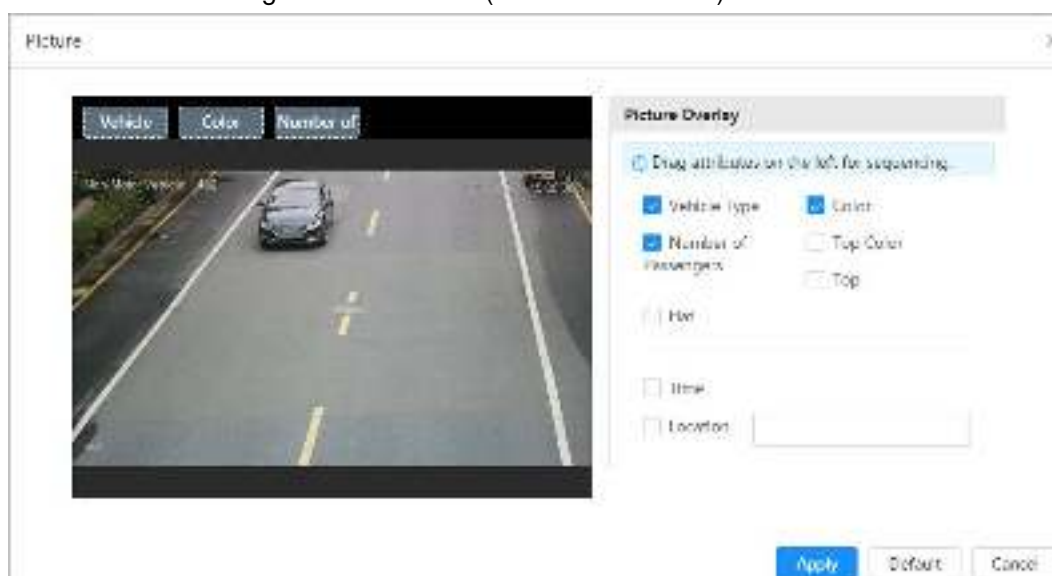 Picture
Vehicle Color Number of
Picture Overlay
Drag attributes on the left for sequencing.
Vehicle Type Color
Number of Passengers Top Color
Top
Hat
Time
Location
Apply Default Cancel